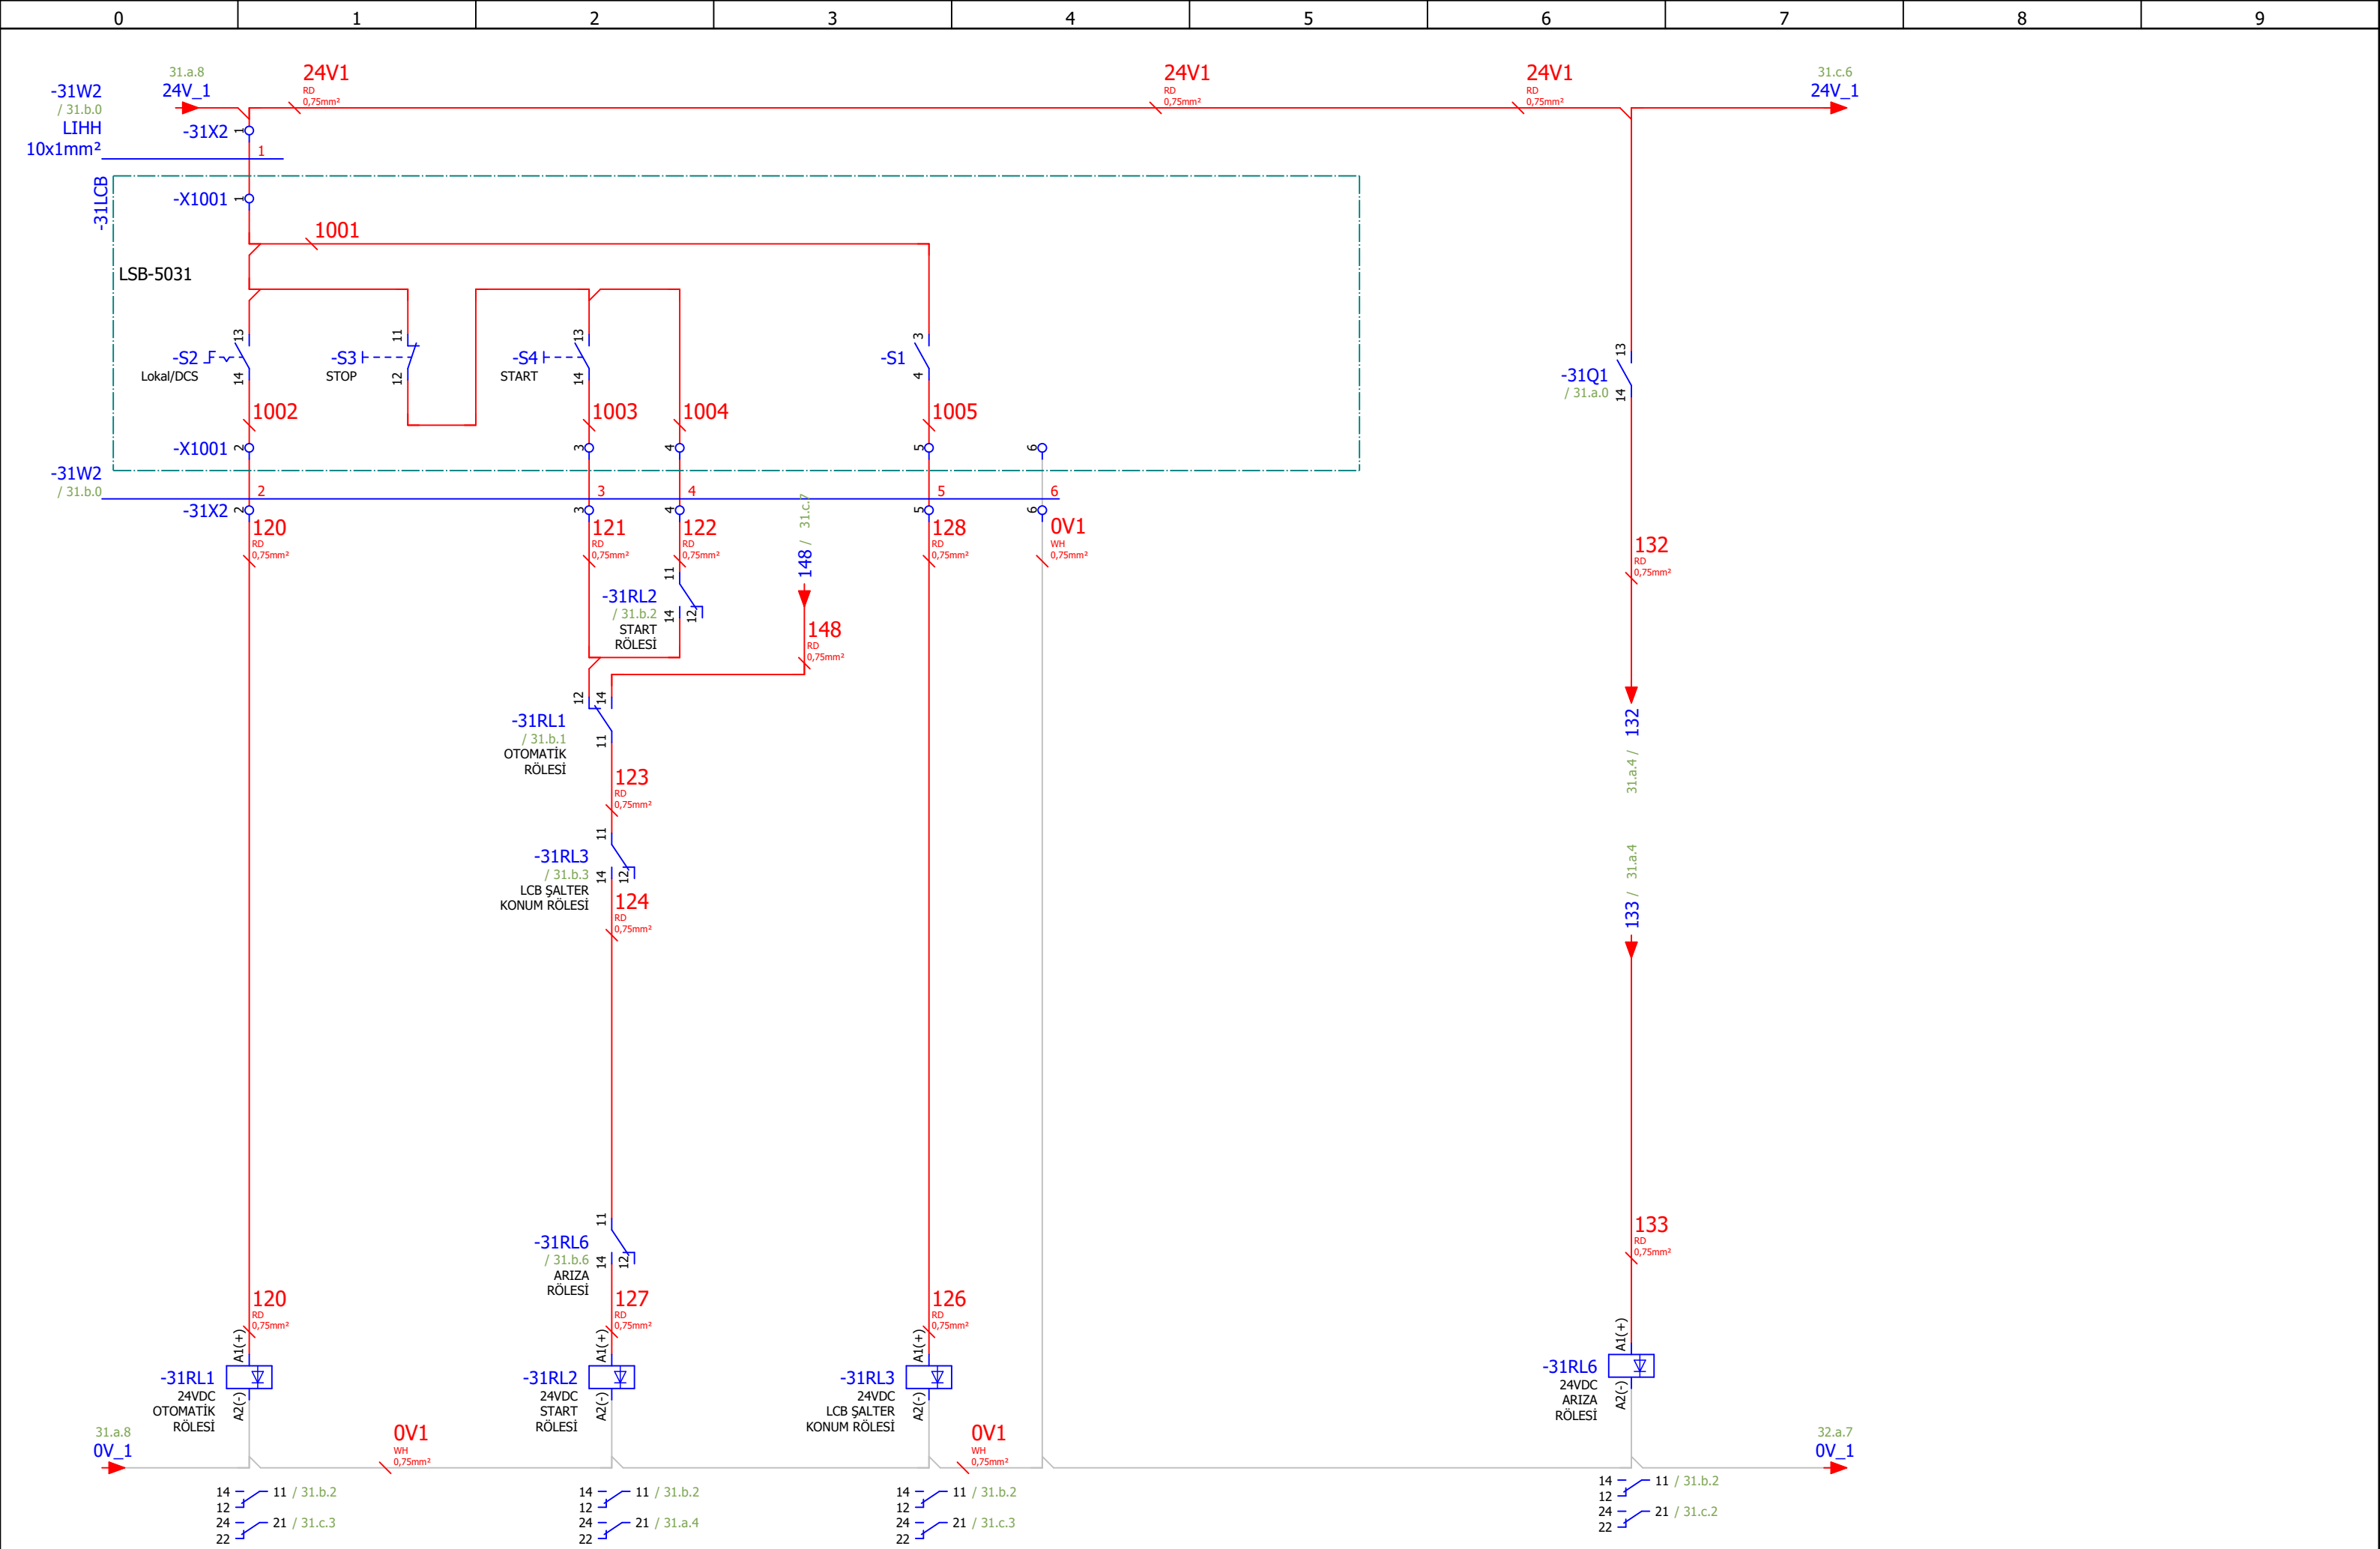 0 1 2 3 4 5 6 7 8 9
31.a.8
24V_1
24V1
RD
0,75mm²
24V1
RD
0,75mm²
24V1
RD
0,75mm²
31.c.6
24V_1
-31W2
/ 31.b.0
LIHH
10x1mm²
-31X2
1
1
-31LCB
-X1001
1
1001
LSB-5031
-S2
Lokal/DCS
13
14
-S3
STOP
11
12
-S4
START
13
14
-S1
3
4
-31Q1
/ 31.a.0
13
14
1002
1003
1004
1005
-X1001
2
3
4
5
6
-31W2
/ 31.b.0
2
3
4
5
6
-31X2
2
3
4
5
6
120
RD
0,75mm²
121
RD
0,75mm²
122
RD
0,75mm²
148 / 31.c.7
128
RD
0,75mm²
0V1
WH
0,75mm²
132
RD
0,75mm²
-31RL2
/ 31.b.2
START
RÖLESİ
11
14
12
148
RD
0,75mm²
12
14
-31RL1
/ 31.b.1
OTOMATİK
RÖLESİ
11
31.a.4 / 132
123
RD
0,75mm²
-31RL3
/ 31.b.3
LCB ŞALTER
KONUM RÖLESİ
11
14
12
124
RD
0,75mm²
133 / 31.a.4
-31RL6
/ 31.b.6
ARIZA
RÖLESİ
11
14
12
133
RD
0,75mm²
120
RD
0,75mm²
127
RD
0,75mm²
126
RD
0,75mm²
-31RL1
24VDC
OTOMATİK
RÖLESİ
A1(+)
A2(-)
-31RL2
24VDC
START
RÖLESİ
A1(+)
A2(-)
-31RL3
24VDC
LCB ŞALTER
KONUM RÖLESİ
A1(+)
A2(-)
-31RL6
24VDC
ARIZA
RÖLESİ
A1(+)
A2(-)
31.a.8
0V_1
0V1
WH
0,75mm²
0V1
WH
0,75mm²
32.a.7
0V_1
14 11 / 31.b.2
12
24 21 / 31.c.3
22
14 11 / 31.b.2
12
24 21 / 31.a.4
22
14 11 / 31.b.2
12
24 21 / 31.c.3
22
14 11 / 31.b.2
12
24 21 / 31.c.2
22